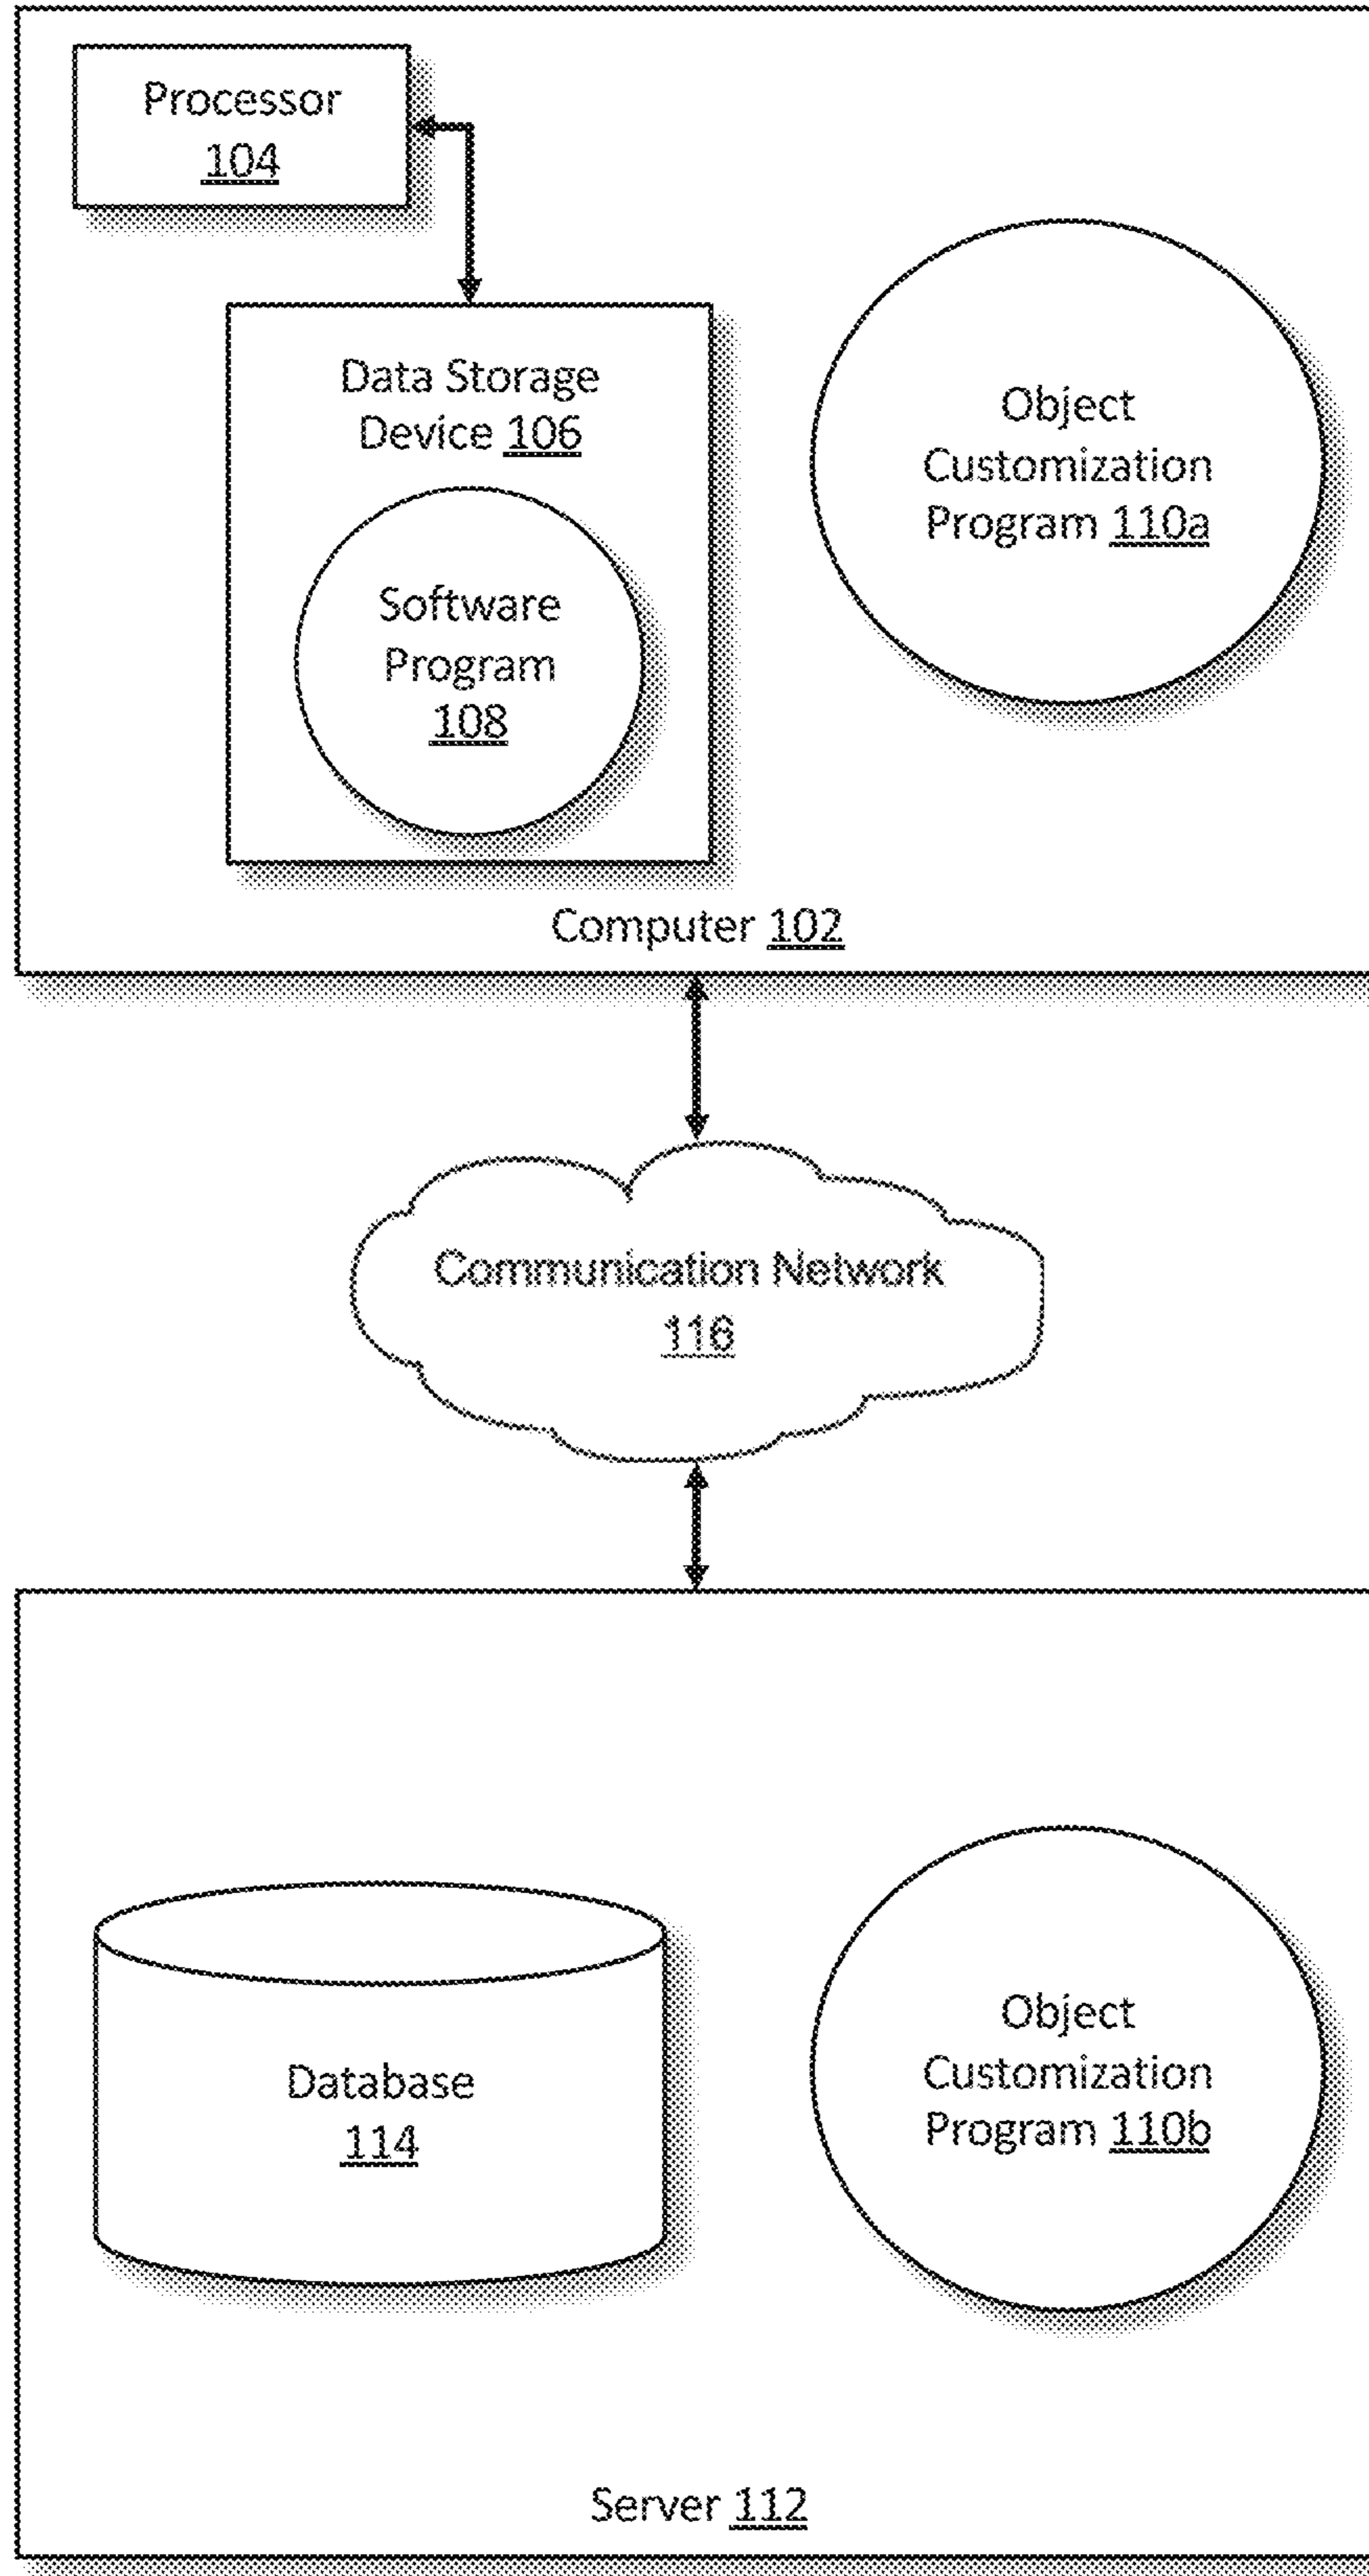 Processor
104
Data Storage
Device 106
Software
Program
108
Object
Customization
Program 110a
Computer 102
Communication Network
116
Database
114
Object
Customization
Program 110b
Server 112